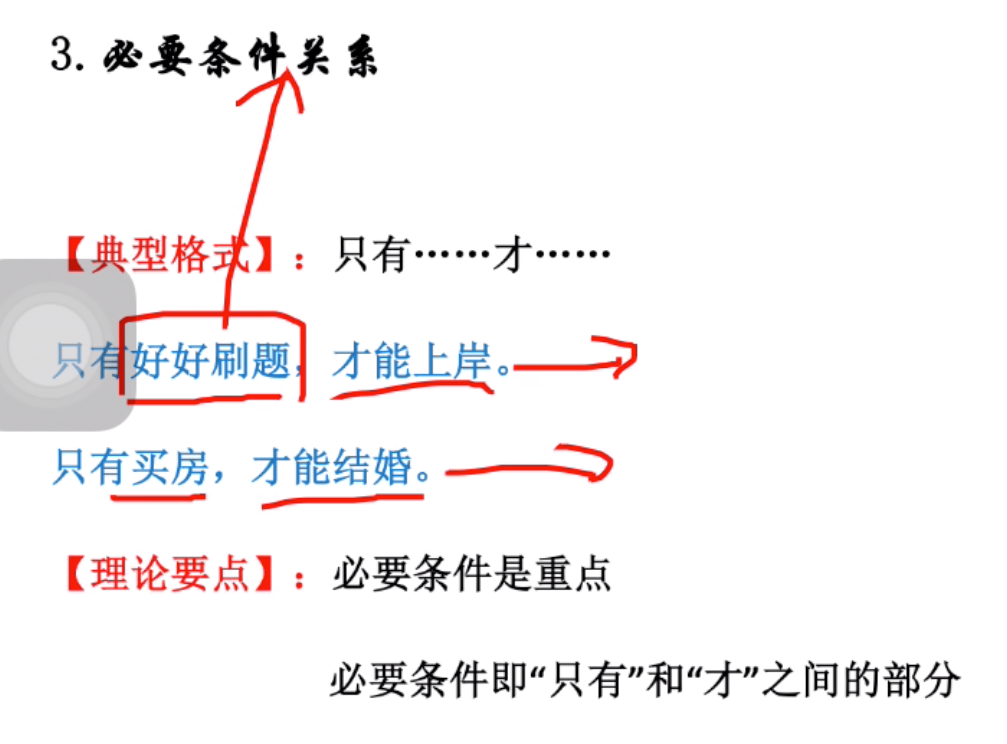 3. 必要条件关系
【典型格式】：只有……才……
只有好好刷题，才能上岸。
只有买房，才能结婚。
【理论要点】：必要条件是重点
必要条件即“只有”和“才”之间的部分